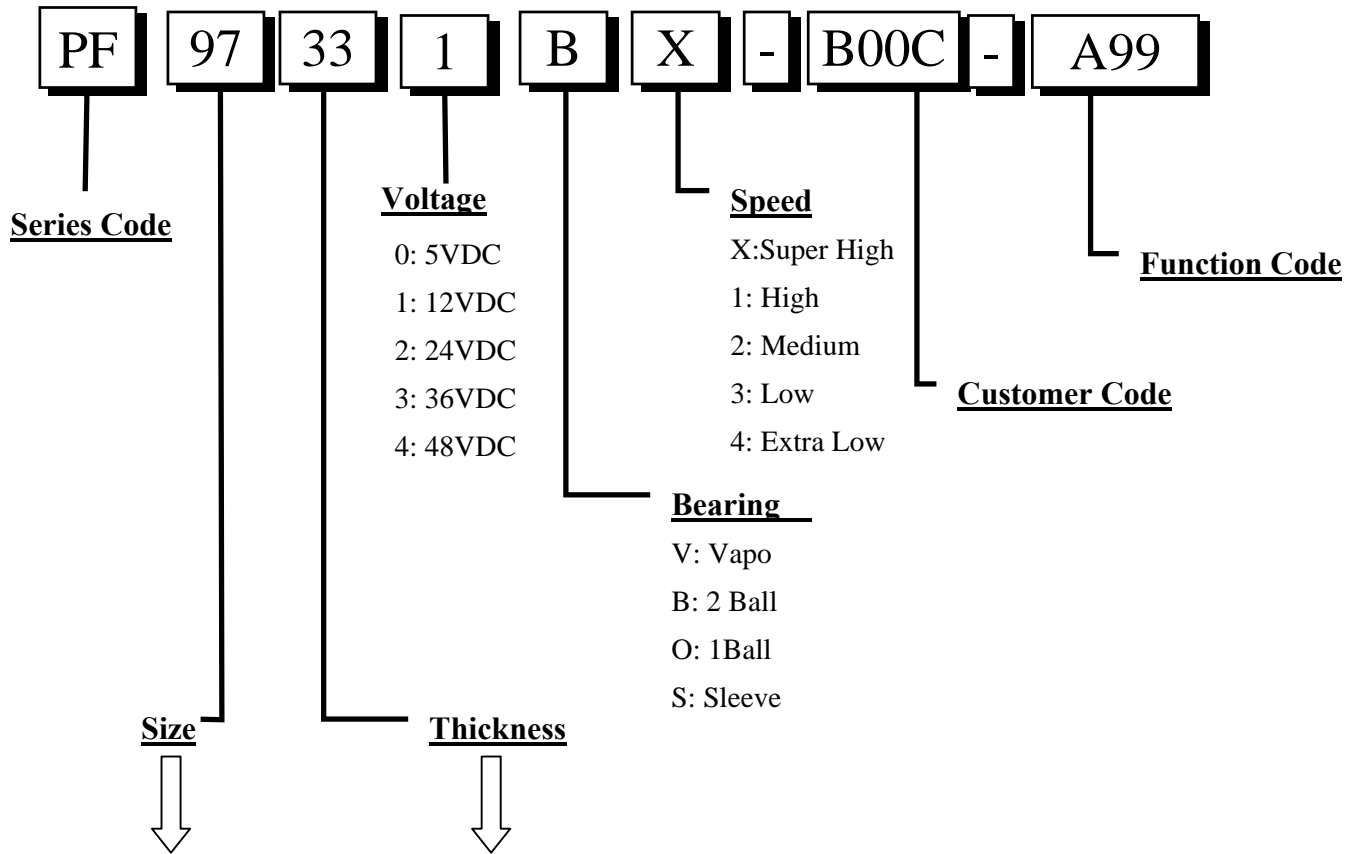 PF 97 33 1 B X - B00C - A99
Series Code
Voltage
0: 5VDC
1: 12VDC
2: 24VDC
3: 36VDC
4: 48VDC
Speed
X:Super High
1: High
2: Medium
3: Low
4: Extra Low
Function Code
Customer Code
Bearing
V: Vapo
B: 2 Ball
O: 1Ball
S: Sleeve
Size
Thickness